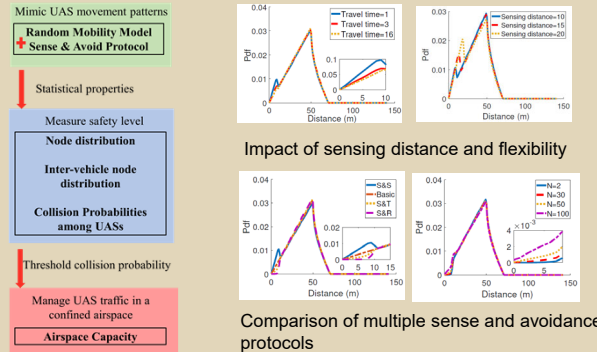 Mimic UAS movement patterns
Random Mobility Model
+ Sense & Avoid Protocol
Statistical properties
Measure safety level
Node distribution
Inter-vehicle node
distribution
Collision Probabilities
among UASs
Threshold collision probability
Manage UAS traffic in a
confined airspace
Airspace Capacity
0.04
0.03
0.02
0.01
0
Pdf
0 50 100 150
Distance (m)
Travel time=1
Travel time=3
Travel time=16
0.1
0.05
0
0 10
0.03
0.02
0.01
0
Pdf
0 50 100 150
Distance (m)
Sensing distance=10
Sensing distance=15
Sensing distance=20
Impact of sensing distance and flexibility
0.04
0.03
0.02
0.01
0
Pdf
0 50 100 150
Distance (m)
S&S
Basic
S&T
S&R
0.02
0.01
0
0 5 10 15
0.04
0.03
0.02
0.01
0
Pdf
0 50 100 150
Distance (m)
N=2
N=30
N=50
N=100
×10⁻³
4
2
0
0 5
Comparison of multiple sense and avoidance
protocols